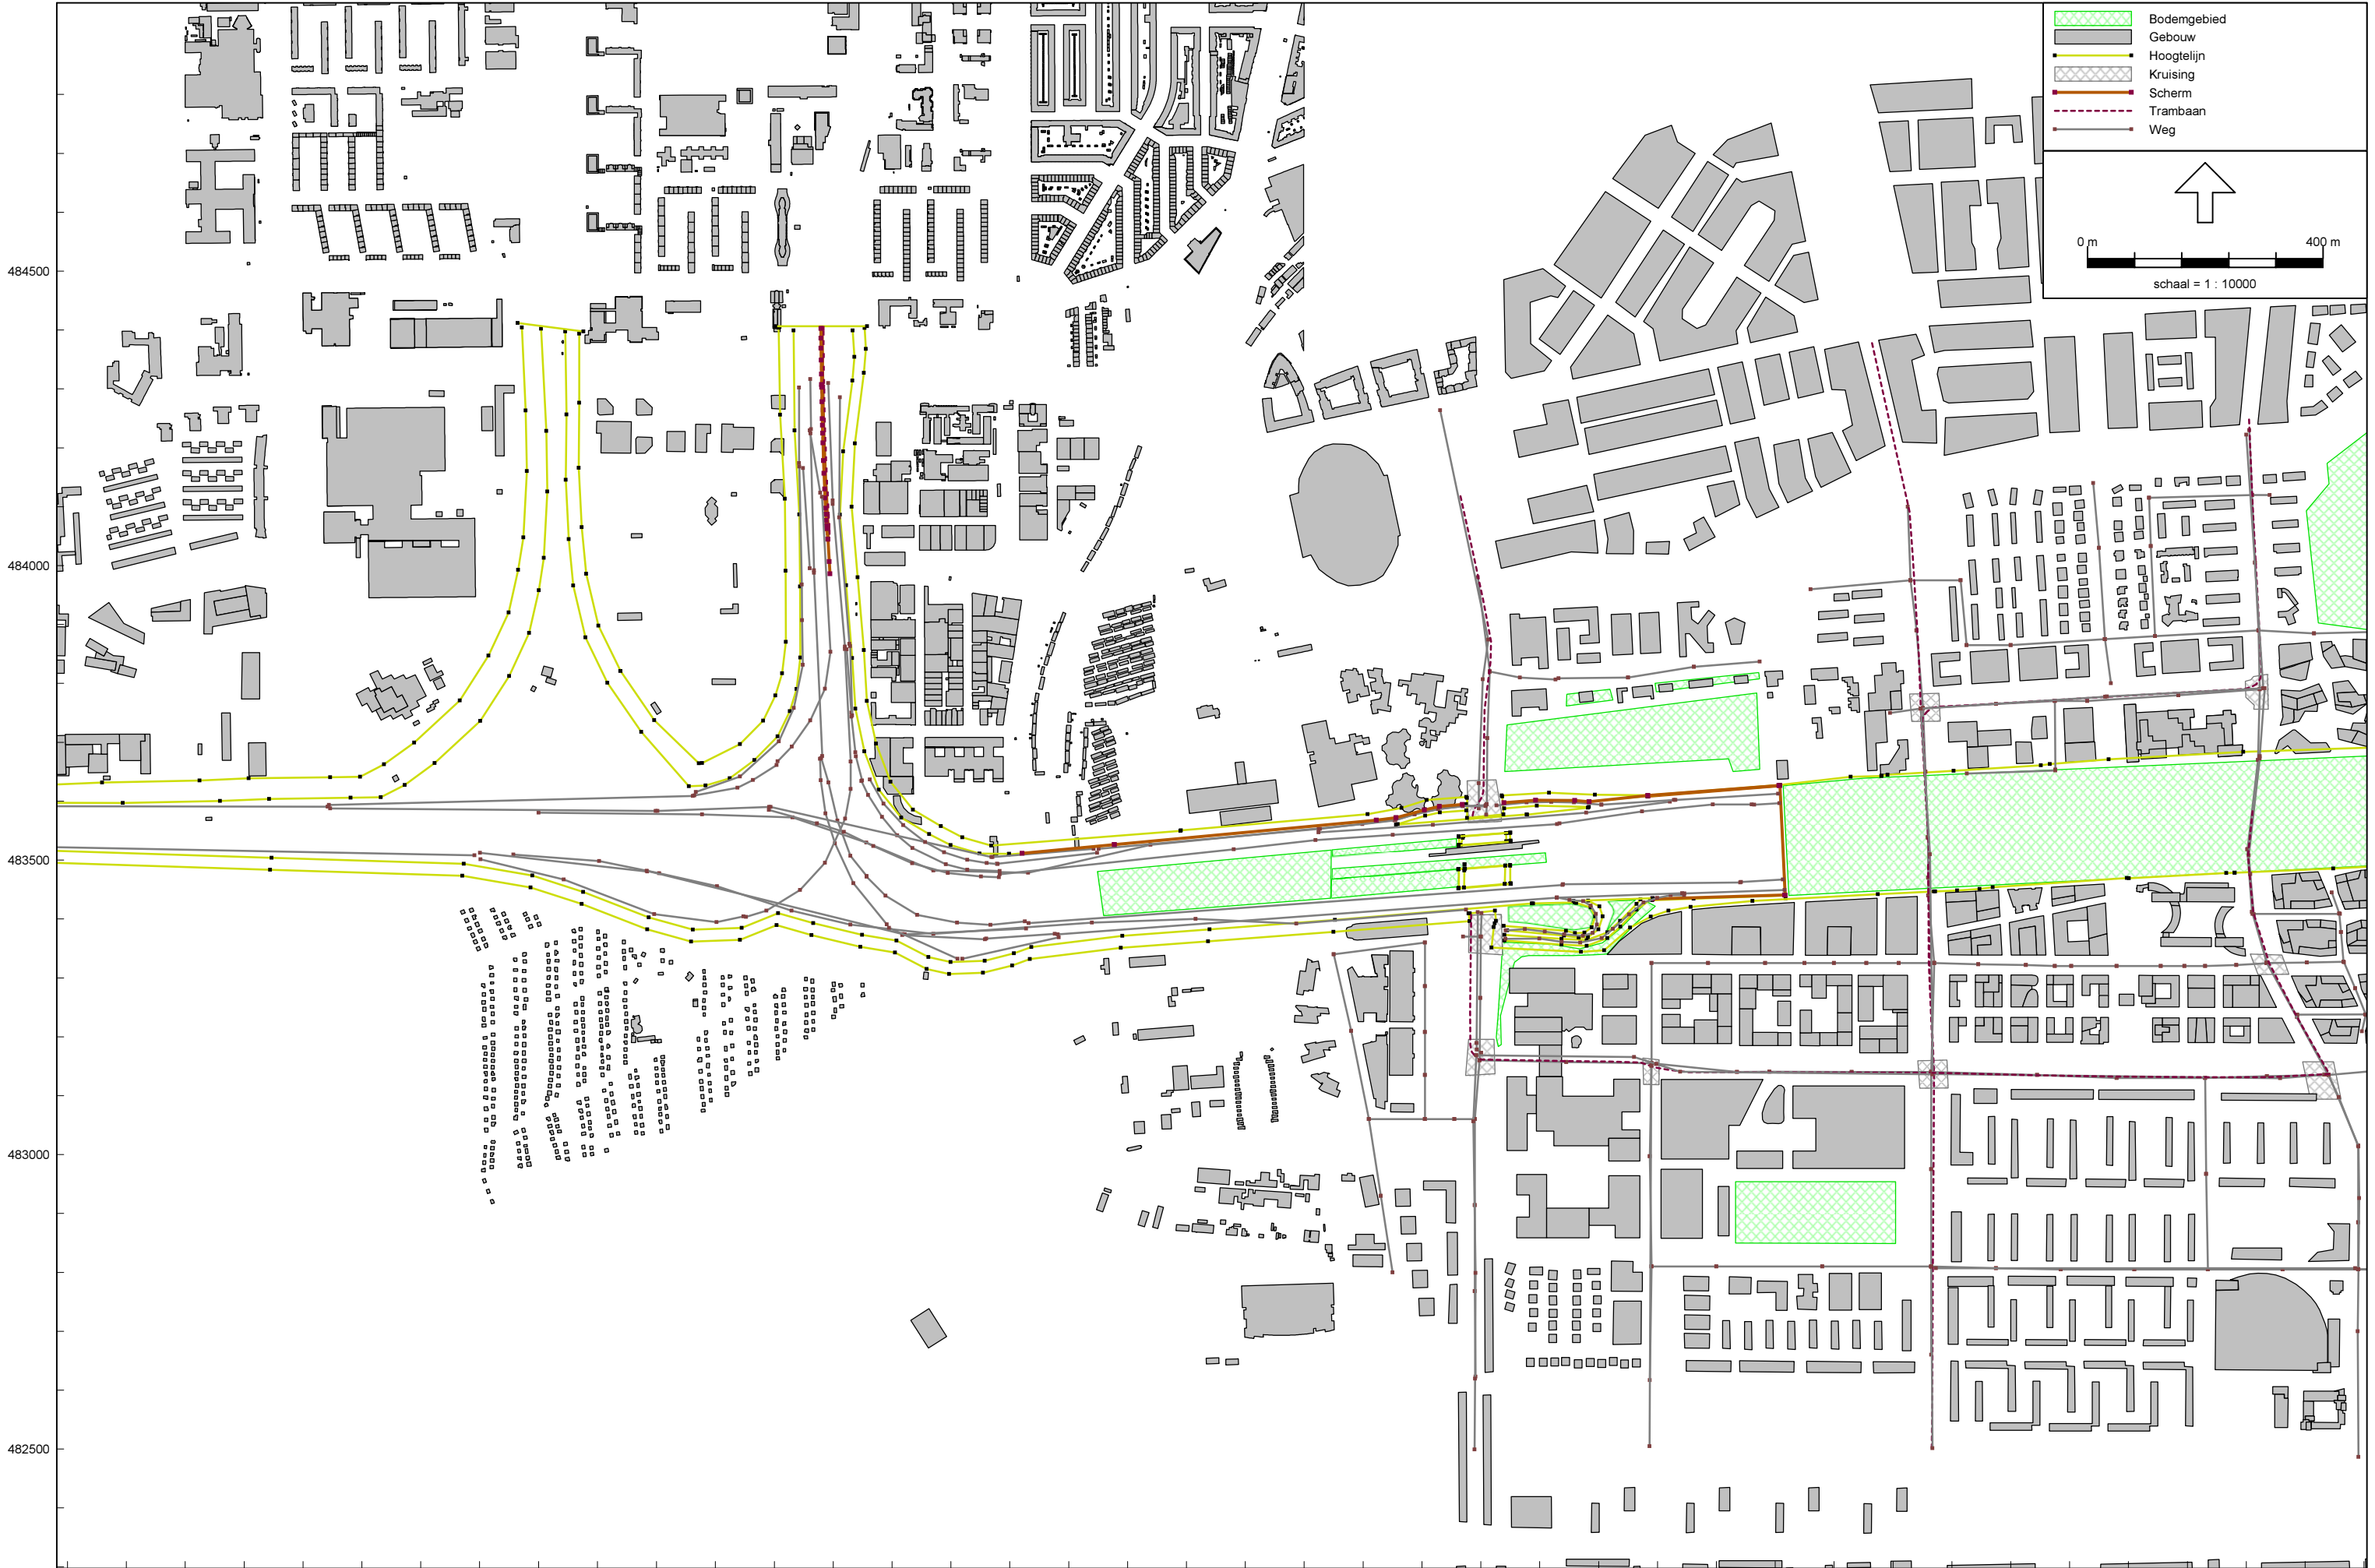 Bodemgebied
Gebouw
Hoogtelijn
Kruising
Scherm
Trambaan
Weg
0 m 400 m
schaal = 1 : 10000
484500
484000
483500
483000
482500